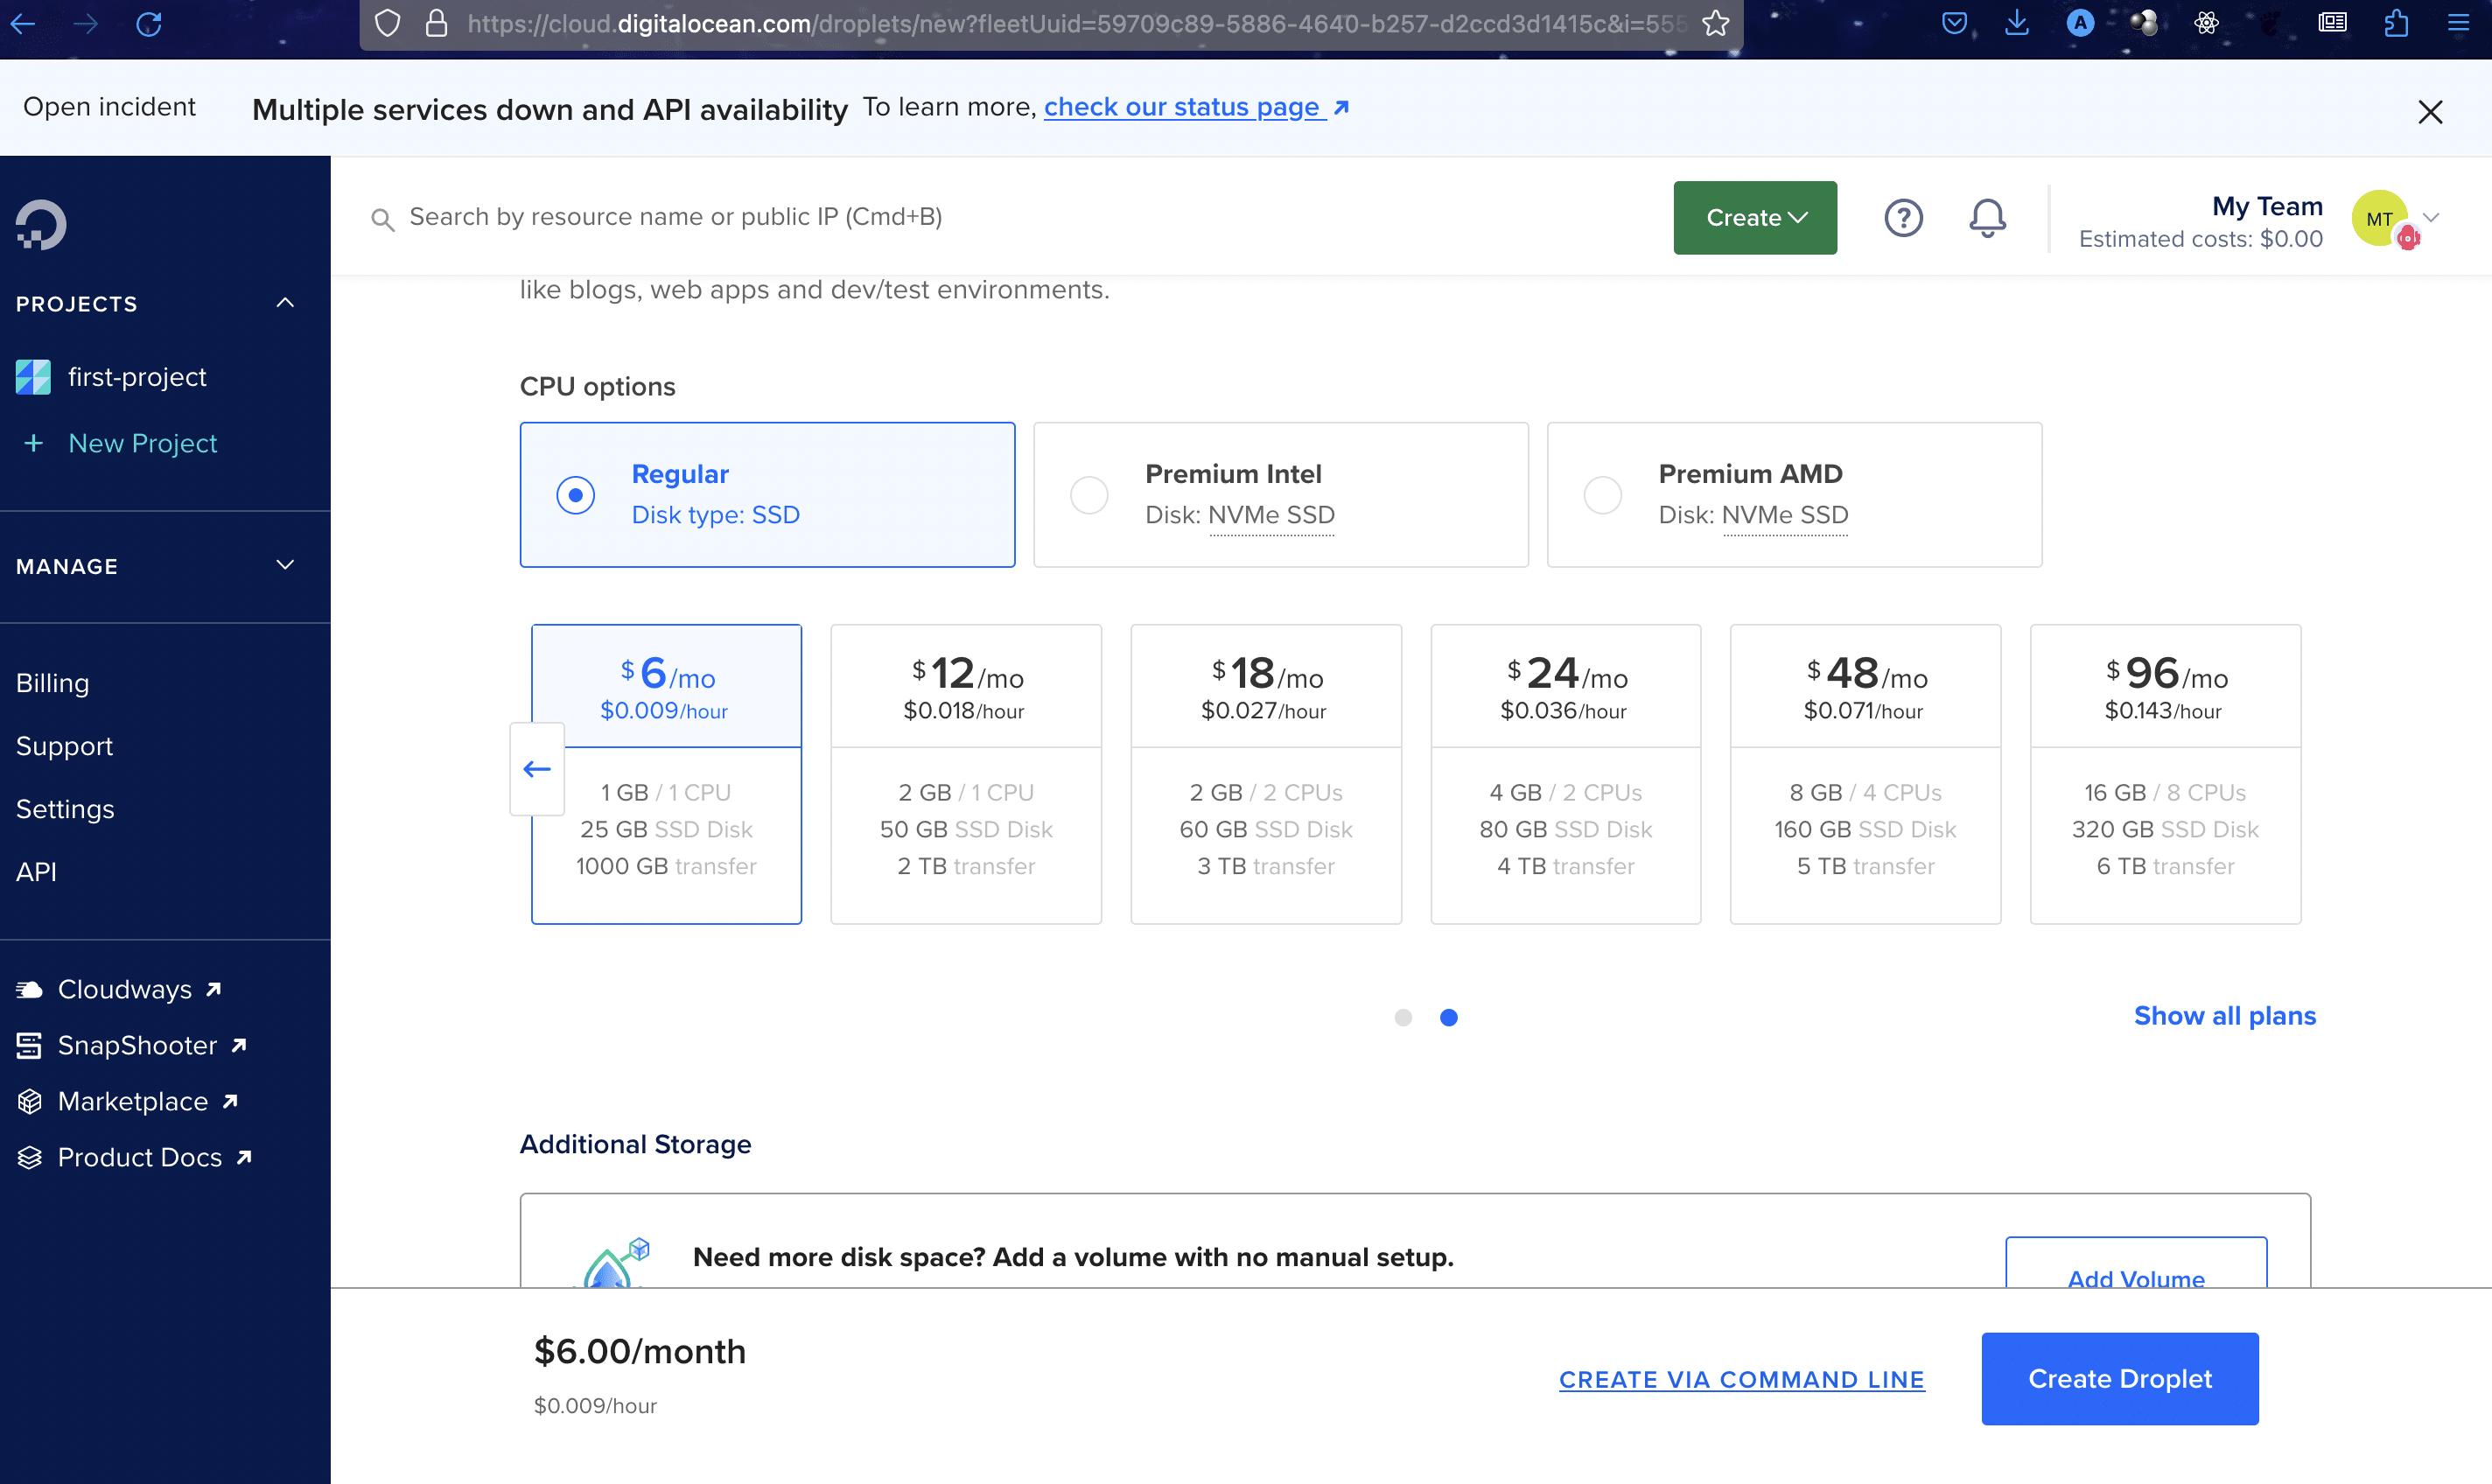 https://cloud.digitalocean.com/droplets/new?fleetUuid=59709c89-5886-4640-b257-d2ccd3d1415c&i=555
A
Open incident Multiple services down and API availability To learn more, check our status page
Search by resource name or public IP (Cmd+B)
Create
My Team
Estimated costs: $0.00
MT
PROJECTS
first-project
+ New Project
MANAGE
Billing
Support
Settings
API
Cloudways
SnapShooter
Marketplace
Product Docs
like blogs, web apps and dev/test environments.
CPU options
Regular
Disk type: SSD
Premium Intel
Disk: NVMe SSD
Premium AMD
Disk: NVMe SSD
$6/mo
$0.009/hour
1 GB / 1 CPU
25 GB SSD Disk
1000 GB transfer
$12/mo
$0.018/hour
2 GB / 1 CPU
50 GB SSD Disk
2 TB transfer
$18/mo
$0.027/hour
2 GB / 2 CPUs
60 GB SSD Disk
3 TB transfer
$24/mo
$0.036/hour
4 GB / 2 CPUs
80 GB SSD Disk
4 TB transfer
$48/mo
$0.071/hour
8 GB / 4 CPUs
160 GB SSD Disk
5 TB transfer
$96/mo
$0.143/hour
16 GB / 8 CPUs
320 GB SSD Disk
6 TB transfer
Show all plans
Additional Storage
Need more disk space? Add a volume with no manual setup.
Add Volume
$6.00/month
$0.009/hour
CREATE VIA COMMAND LINE
Create Droplet